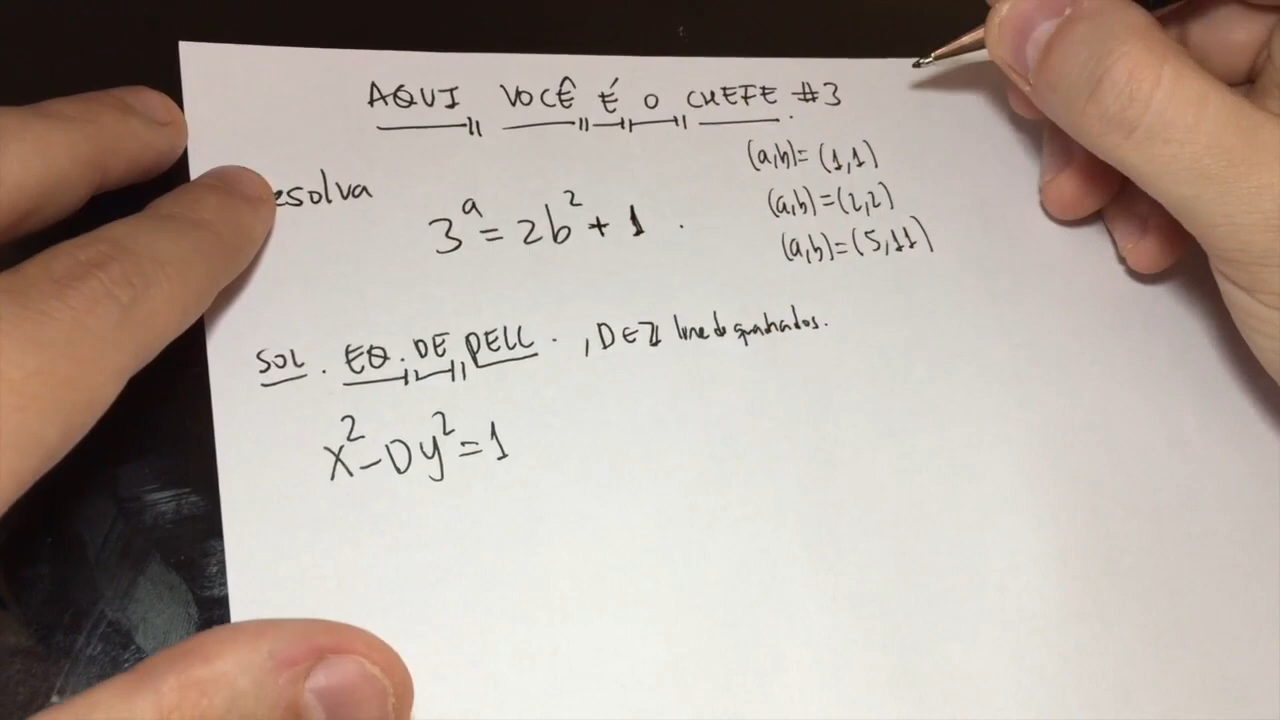 AQUI VOCÊ É O CHEFE #3
(a,b)=(1,1)
esolva
3^a=2b^2+1.
(a,b)=(2,2)
(a,b)=(5,11)
SOL. EQ. DE PELL. , D∈ℤ livre de quadrados.
x^2-Dy^2=1